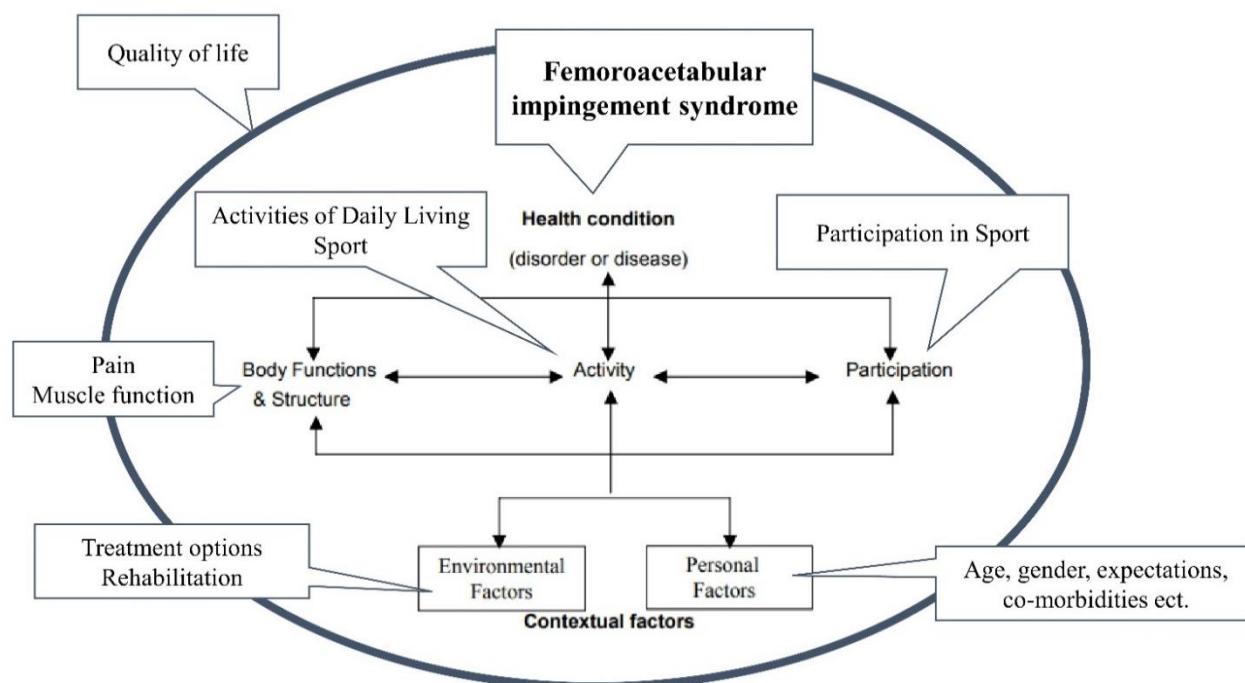 Quality of life
Femoroacetabular
impingement syndrome
Activities of Daily Living
Sport
Health condition
(disorder or disease)
Participation in Sport
Pain
Muscle function
Body Functions
& Structure
Activity
Participation
Treatment options
Rehabilitation
Environmental
Factors
Personal
Factors
Age, gender, expectations,
co-morbidities ect.
Contextual factors